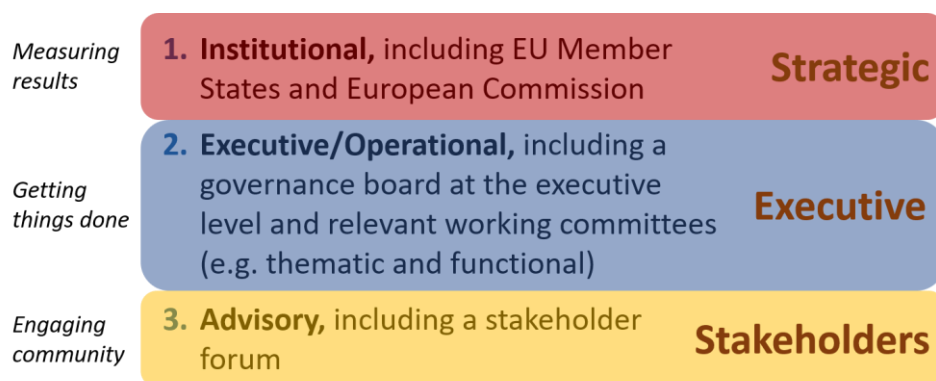 Measuring
results
1. Institutional, including EU Member
States and European Commission
Strategic
Getting
things done
2. Executive/Operational, including a
governance board at the executive
level and relevant working committees
(e.g. thematic and functional)
Executive
Engaging
community
3. Advisory, including a stakeholder
forum
Stakeholders